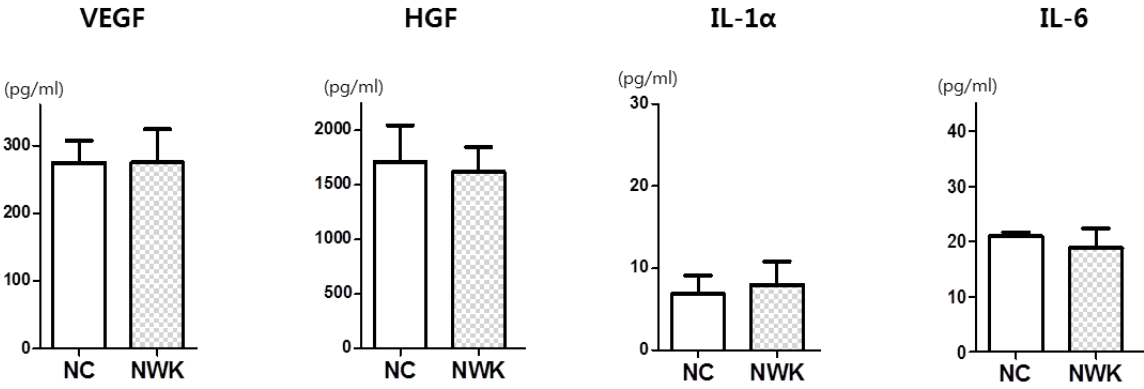 VEGF
(pg/ml)
300
200
100
0
NC NWK
HGF
(pg/ml)
2000
1500
1000
500
0
NC NWK
IL-1α
(pg/ml)
30
20
10
0
NC NWK
IL-6
(pg/ml)
40
30
20
10
0
NC NWK